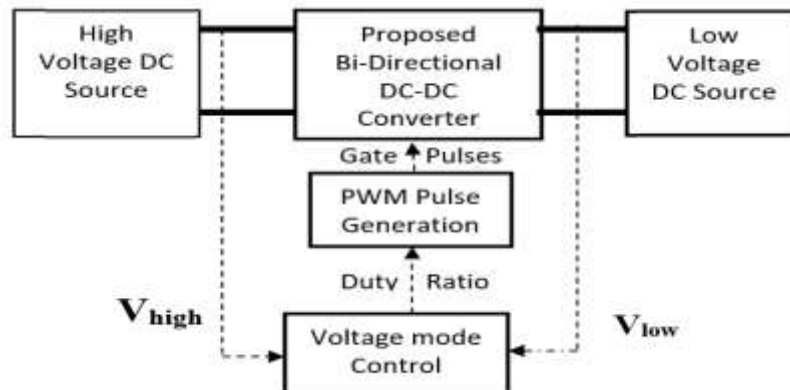 High
Voltage DC
Source
Proposed
Bi-Directional
DC-DC
Converter
Low
Voltage
DC Source
Gate Pulses
PWM Pulse
Generation
Duty Ratio
Vhigh
Vlow
Voltage mode
Control